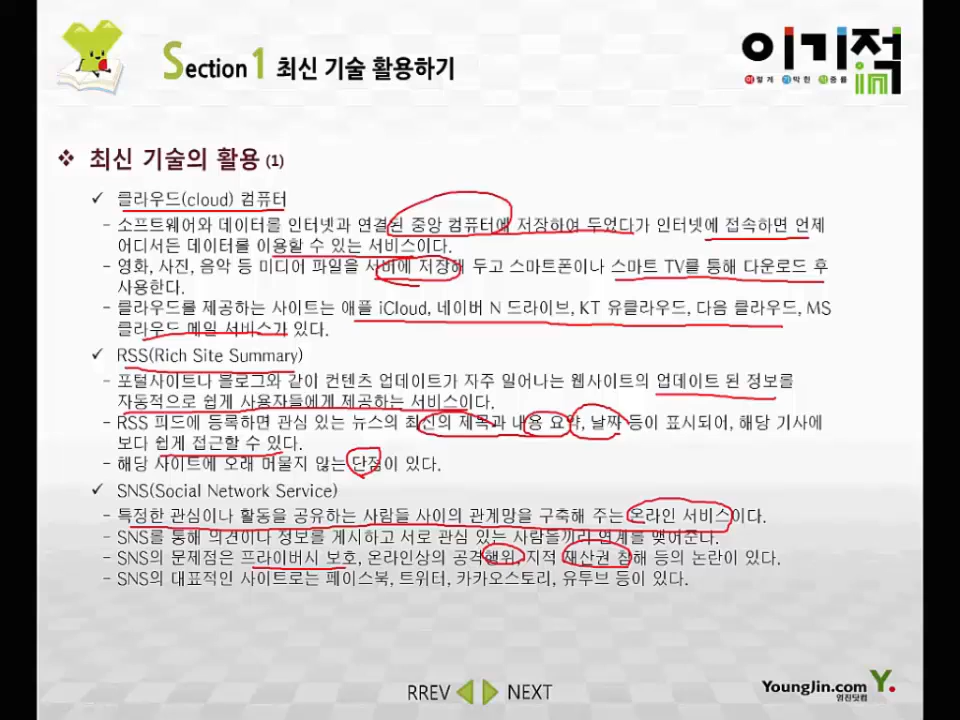 Section 1 최신 기술 활용하기
이기적 in
이렇게 기막힌 적중률
❖ 최신 기술의 활용 (1)
✓ 클라우드(cloud) 컴퓨터
- 소프트웨어와 데이터를 인터넷과 연결된 중앙 컴퓨터에 저장하여 두었다가 인터넷에 접속하면 언제
어디서든 데이터를 이용할 수 있는 서비스이다.
- 영화, 사진, 음악 등 미디어 파일을 서버에 저장해 두고 스마트폰이나 스마트 TV를 통해 다운로드 후
사용한다.
- 클라우드를 제공하는 사이트는 애플 iCloud, 네이버 N 드라이브, KT 유클라우드, 다음 클라우드, MS
클라우드 메일 서비스가 있다.
✓ RSS(Rich Site Summary)
- 포털사이트나 블로그와 같이 컨텐츠 업데이트가 자주 일어나는 웹사이트의 업데이트 된 정보를
자동적으로 쉽게 사용자들에게 제공하는 서비스이다.
- RSS 피드에 등록하면 관심 있는 뉴스의 최신의 제목과 내용 요약, 날짜 등이 표시되어, 해당 기사에
보다 쉽게 접근할 수 있다.
- 해당 사이트에 오래 머물지 않는 단점이 있다.
✓ SNS(Social Network Service)
- 특정한 관심이나 활동을 공유하는 사람들 사이의 관계망을 구축해 주는 온라인 서비스이다.
- SNS를 통해 의견이나 정보를 게시하고 서로 관심 있는 사람들끼리 연계를 맺어준다.
- SNS의 문제점은 프라이버시 보호, 온라인상의 공격행위, 지적 재산권 침해 등의 논란이 있다.
- SNS의 대표적인 사이트로는 페이스북, 트위터, 카카오스토리, 유투브 등이 있다.
RREV NEXT
YoungJin.com Y.
영진닷컴